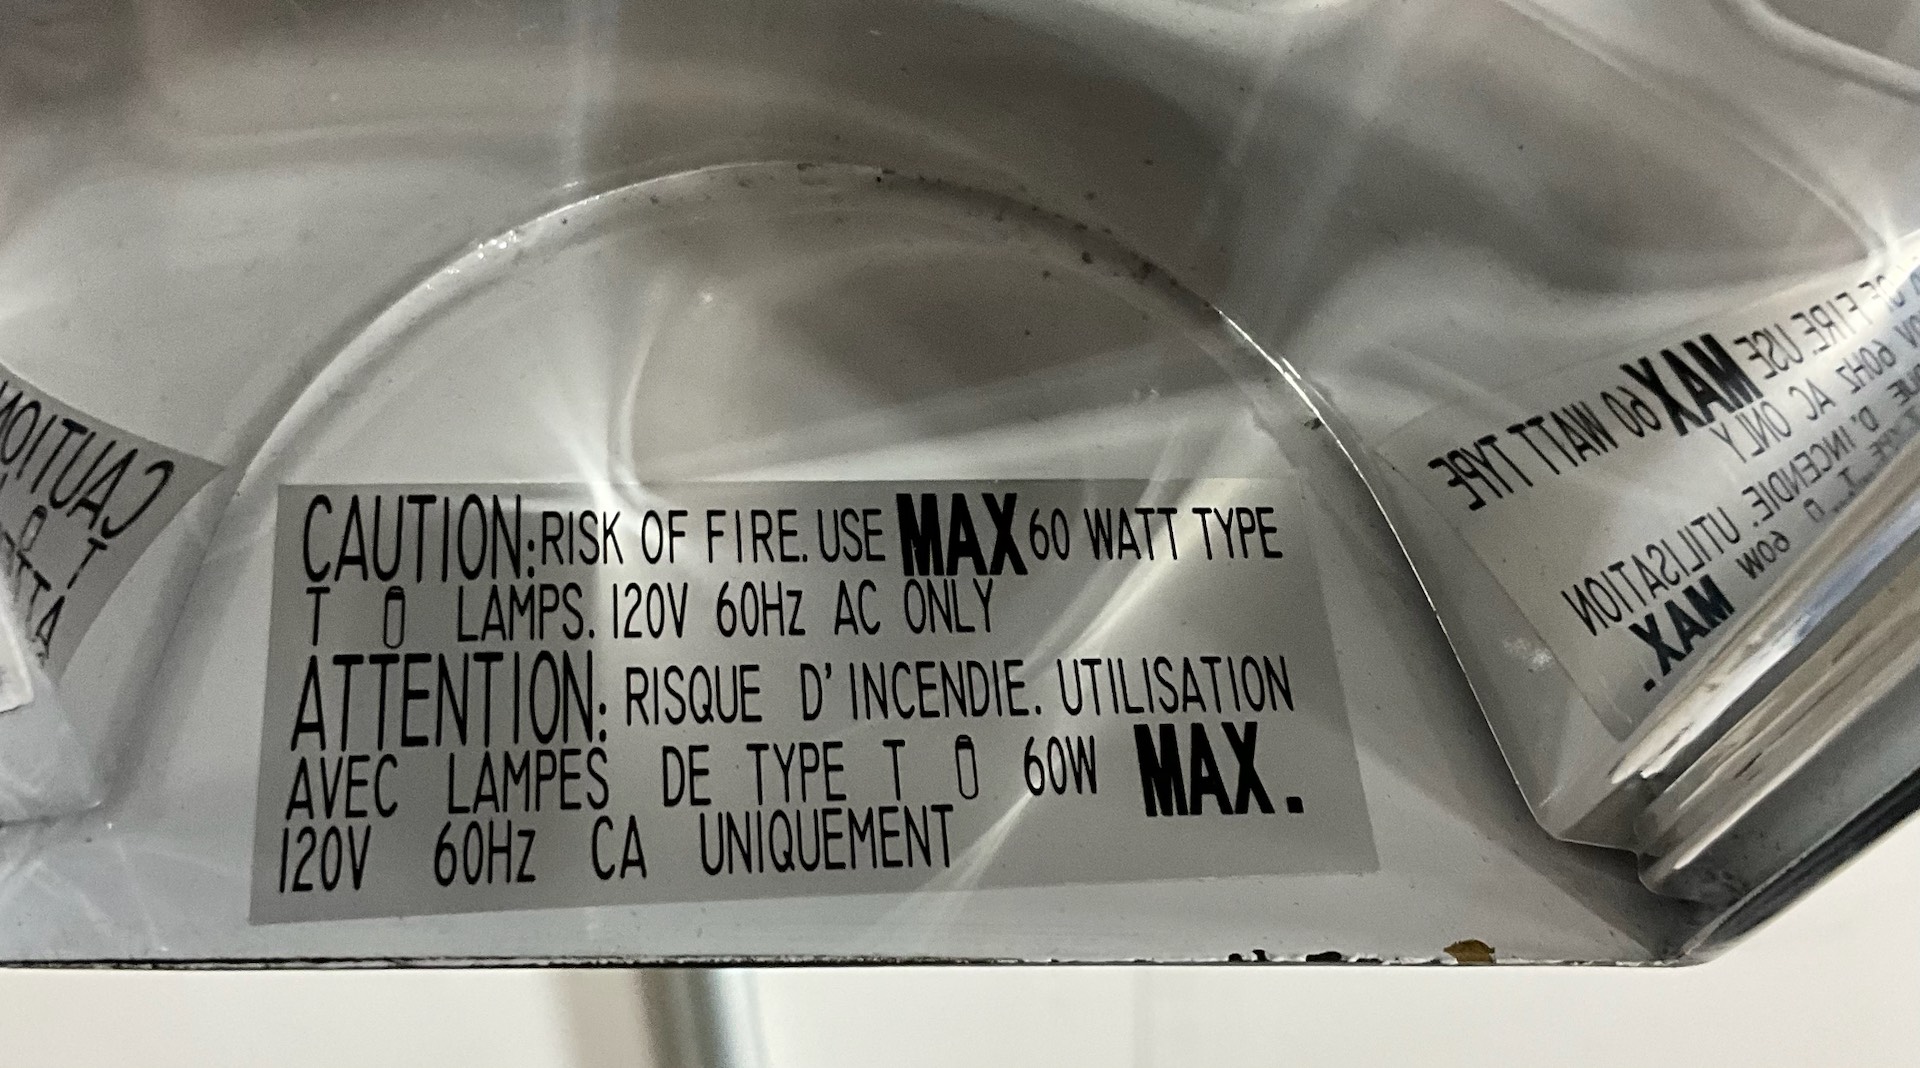 CAUTION: RISK OF FIRE. USE MAX 60 WATT TYPE
T LAMPS. 120V 60Hz AC ONLY
ATTENTION: RISQUE D'INCENDIE. UTILISATION
AVEC LAMPES DE TYPE T 60W MAX.
120V 60Hz CA UNIQUEMENT